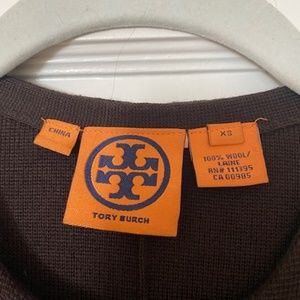 CHINA
TORY BURCH
XS
100% WOOL/
LAINE
RN# 111395
CA 60985